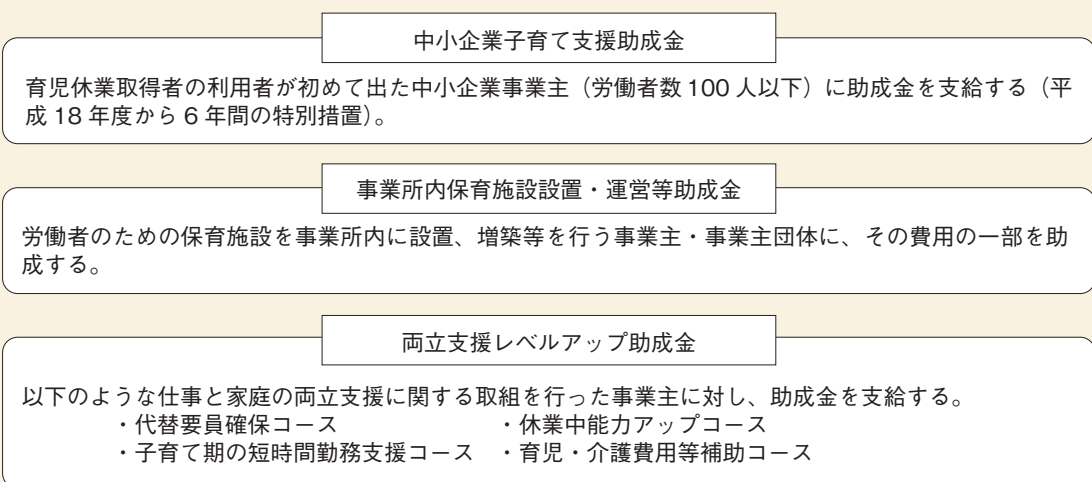 中小企業子育て支援助成金
育児休業取得者の利用者が初めて出た中小企業事業主（労働者数 100 人以下）に助成金を支給する（平
成 18 年度から 6 年間の特別措置）。
事業所内保育施設設置・運営等助成金
労働者のための保育施設を事業所内に設置、増築等を行う事業主・事業主団体に、その費用の一部を助
成する。
両立支援レベルアップ助成金
以下のような仕事と家庭の両立支援に関する取組を行った事業主に対し、助成金を支給する。
・代替要員確保コース ・休業中能力アップコース
・子育て期の短時間勤務支援コース ・育児・介護費用等補助コース